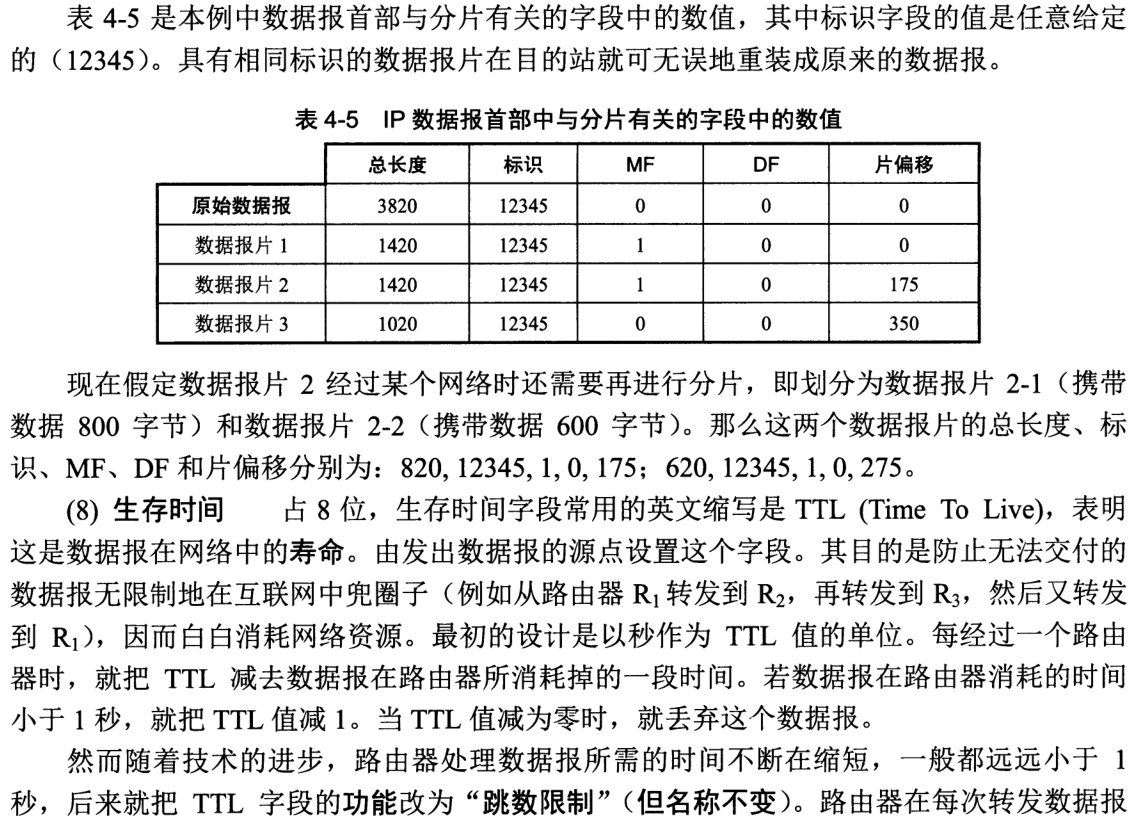 表 4-5 是本例中数据报首部与分片有关的字段中的数值，其中标识字段的值是任意给定
的（12345）。具有相同标识的数据报片在目的站就可无误地重装成原来的数据报。
表 4-5 IP 数据报首部中与分片有关的字段中的数值
总长度 标识 MF DF 片偏移
原始数据报 3820 12345 0 0 0
数据报片 1 1420 12345 1 0 0
数据报片 2 1420 12345 1 0 175
数据报片 3 1020 12345 0 0 350
现在假定数据报片 2 经过某个网络时还需要再进行分片，即划分为数据报片 2-1（携带
数据 800 字节）和数据报片 2-2（携带数据 600 字节）。那么这两个数据报片的总长度、标
识、MF、DF 和片偏移分别为：820, 12345, 1, 0, 175；620, 12345, 1, 0, 275。
(8) 生存时间 占 8 位，生存时间字段常用的英文缩写是 TTL (Time To Live)，表明
这是数据报在网络中的寿命。由发出数据报的源点设置这个字段。其目的是防止无法交付的
数据报无限制地在互联网中兜圈子（例如从路由器 R₁ 转发到 R₂，再转发到 R₃，然后又转发
到 R₁），因而白白消耗网络资源。最初的设计是以秒作为 TTL 值的单位。每经过一个路由
器时，就把 TTL 减去数据报在路由器所消耗掉的一段时间。若数据报在路由器消耗的时间
小于 1 秒，就把 TTL 值减 1。当 TTL 值减为零时，就丢弃这个数据报。
然而随着技术的进步，路由器处理数据报所需的时间不断在缩短，一般都远远小于 1
秒，后来就把 TTL 字段的功能改为“跳数限制”（但名称不变）。路由器在每次转发数据报